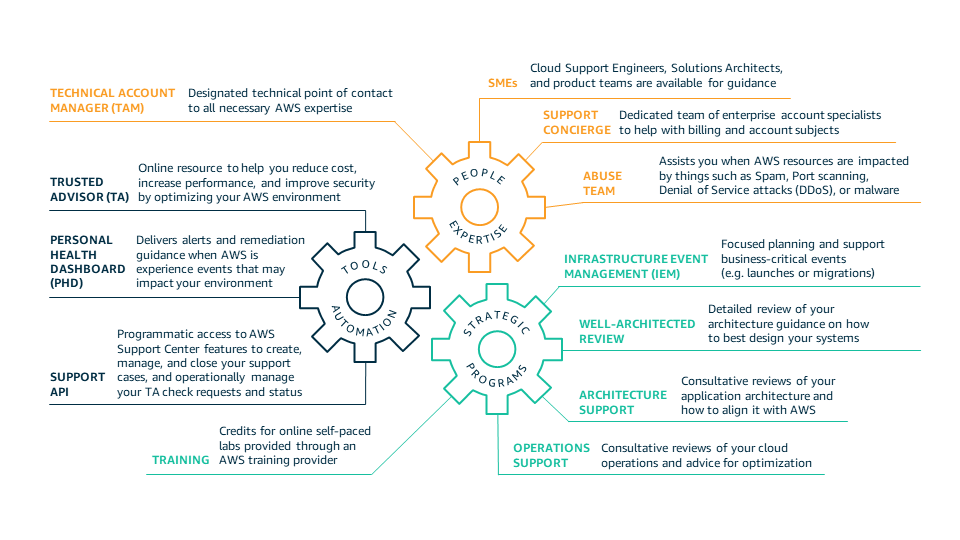 TECHNICAL ACCOUNT
MANAGER (TAM)
Designated technical point of contact
to all necessary AWS expertise
SMEs
Cloud Support Engineers, Solutions Architects,
and product teams are available for guidance
SUPPORT
CONCIERGE
Dedicated team of enterprise account specialists
to help with billing and account subjects
ABUSE
TEAM
Assists you when AWS resources are impacted
by things such as Spam, Port scanning,
Denial of Service attacks (DDoS), or malware
PEOPLE
EXPERTISE
TRUSTED
ADVISOR (TA)
Online resource to help you reduce cost,
increase performance, and improve security
by optimizing your AWS environment
PERSONAL
HEALTH
DASHBOARD
(PHD)
Delivers alerts and remediation
guidance when AWS is
experience events that may
impact your environment
TOOLS
AUTOMATION
SUPPORT
API
Programmatic access to AWS
Support Center features to create,
manage, and close your support
cases, and operationally manage
your TA check requests and status
INFRASTRUCTURE EVENT
MANAGEMENT (IEM)
Focused planning and support
business-critical events
(e.g. launches or migrations)
STRATEGIC
PROGRAMS
WELL-ARCHITECTED
REVIEW
Detailed review of your
architecture guidance on how
to best design your systems
ARCHITECTURE
SUPPORT
Consultative reviews of your
application architecture and
how to align it with AWS
TRAINING
Credits for online self-paced
labs provided through an
AWS training provider
OPERATIONS
SUPPORT
Consultative reviews of your cloud
operations and advice for optimization